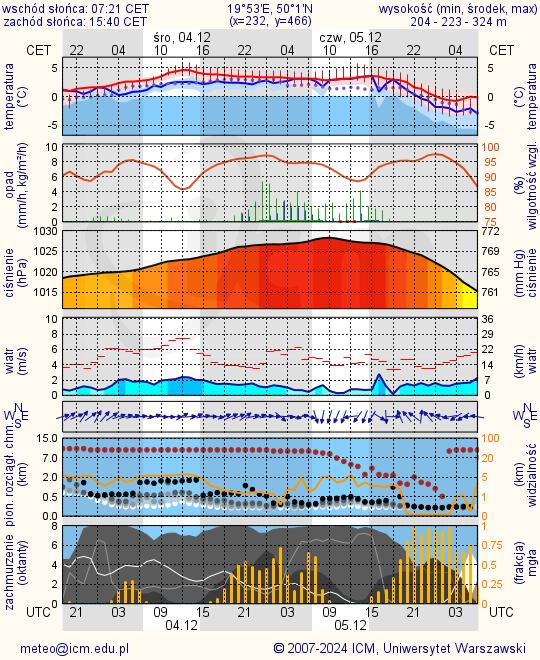 wschód słońca: 07:21 CET 19°53'E, 50°1'N wysokość (min, środek, max)
zachód słońca: 15:40 CET (x=232, y=466) 204 - 223 - 324 m
śro, 04.12 czw, 05.12
CET 22 04 10 16 22 04 10 16 22 04 CET
temperatura (°C) 5 0 -5 5 0 -5 temperatura (°C)
opad (mm/h, kg/m²/h) 10 8 6 4 2 0 100 95 90 85 80 75 (%) wilgotność wzgl.
ciśnienie (hPa) 1030 1025 1020 1015 772 769 765 761 (mm Hg) ciśnienie
wiatr (m/s) 10 8 6 4 2 0 36 29 22 14 7 0 (km/h) wiatr
N W E S N W E S
pion. rozciągł. chm. (km) 15.0 7.0 2.0 0.5 0.0 100 20 5 1 0 (km) widzialność
zachmurzenie (oktanty) 8 6 4 2 0 1 0.75 0.5 0.25 0 (frakcja) mgła
UTC 21 03 09 15 21 03 09 15 21 03 UTC
04.12 05.12
meteo@icm.edu.pl © 2007-2024 ICM, Uniwersytet Warszawski